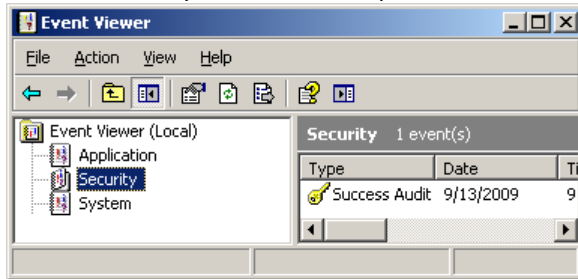 Event Viewer
File Action View Help
Event Viewer (Local)
Application
Security
System
Security 1 event(s)
Type Date
Success Audit 9/13/2009 9